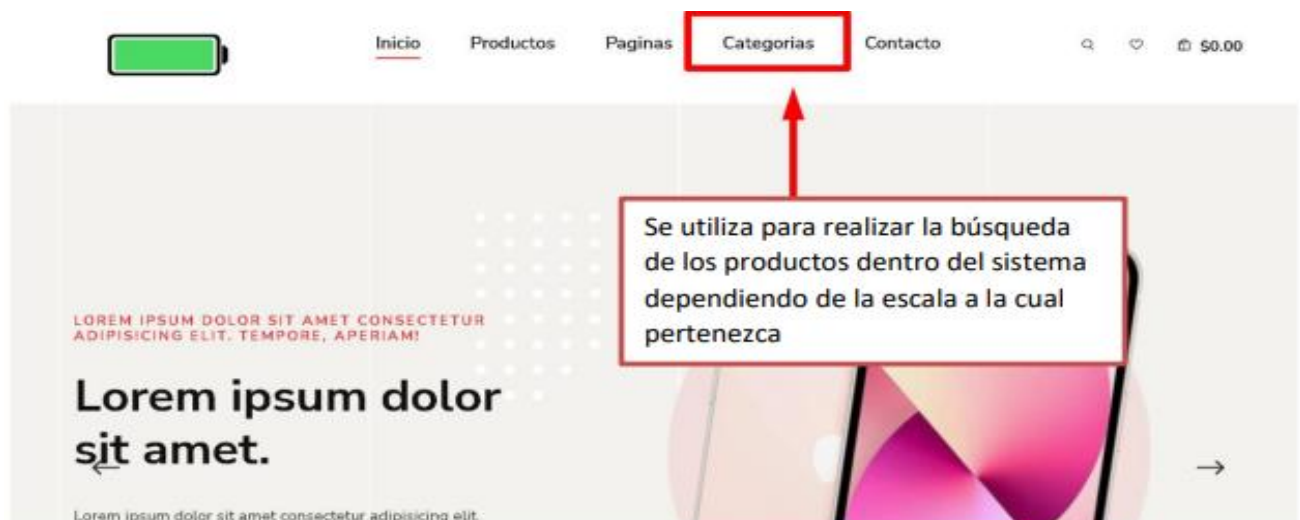 Inicio Productos Paginas Categorias Contacto $0.00
Se utiliza para realizar la búsqueda
de los productos dentro del sistema
dependiendo de la escala a la cual
pertenezca
LOREM IPSUM DOLOR SIT AMET CONSECTETUR
ADIPISICING ELIT. TEMPORE, APERIAM!
Lorem ipsum dolor
sit amet.
Lorem ipsum dolor sit amet consectetur adipisicing elit.